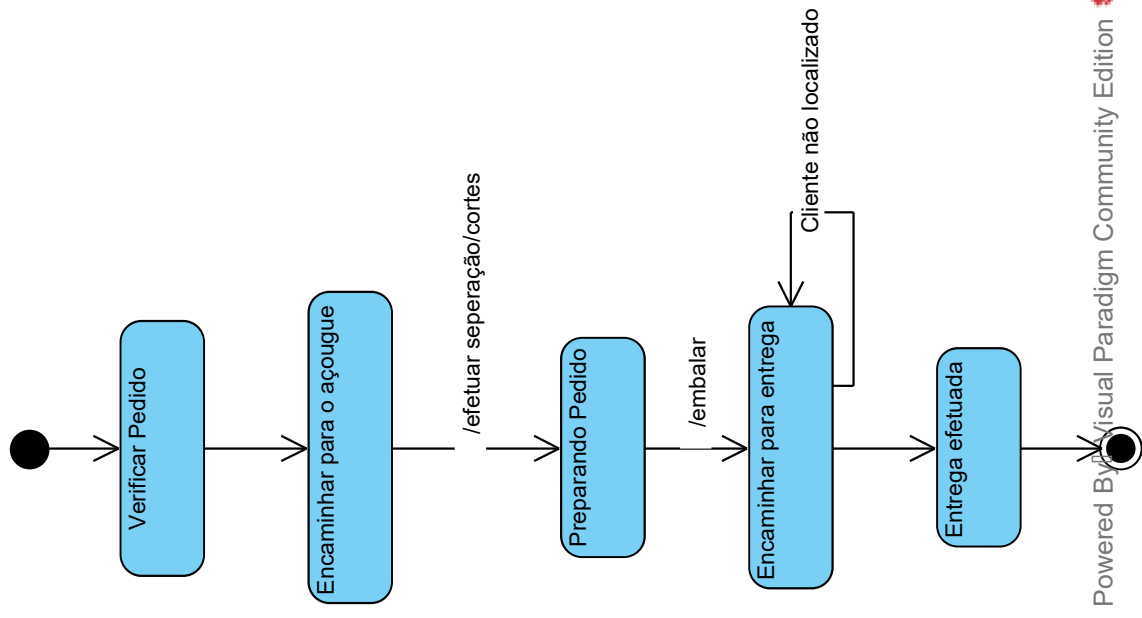 Verificar Pedido
Encaminhar para o açougue
/efetuar seperação/cortes
Preparando Pedido
/embalar
Encaminhar para entrega
Cliente não localizado
Entrega efetuada
Powered By Visual Paradigm Community Edition